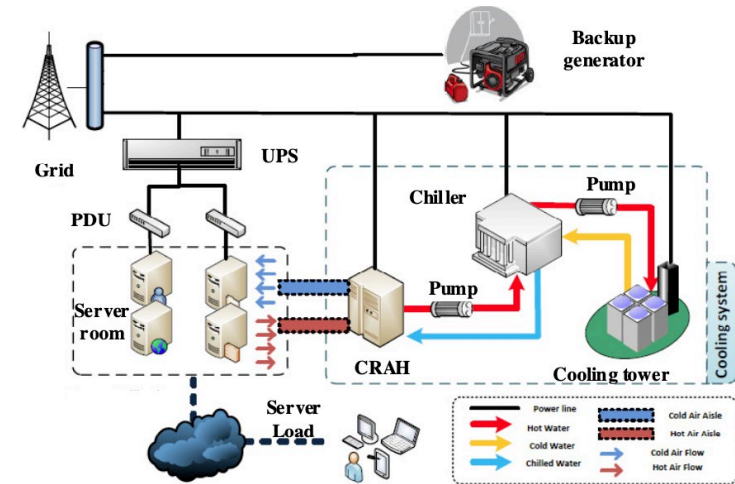 Backup
generator
Grid
UPS
PDU
Chiller
Pump
Pump
Server
room
CRAH
Cooling tower
Cooling system
Server
Load
Power line
Hot Water
Cold Water
Chilled Water
Cold Air Aisle
Hot Air Aisle
Cold Air Flow
Hot Air Flow